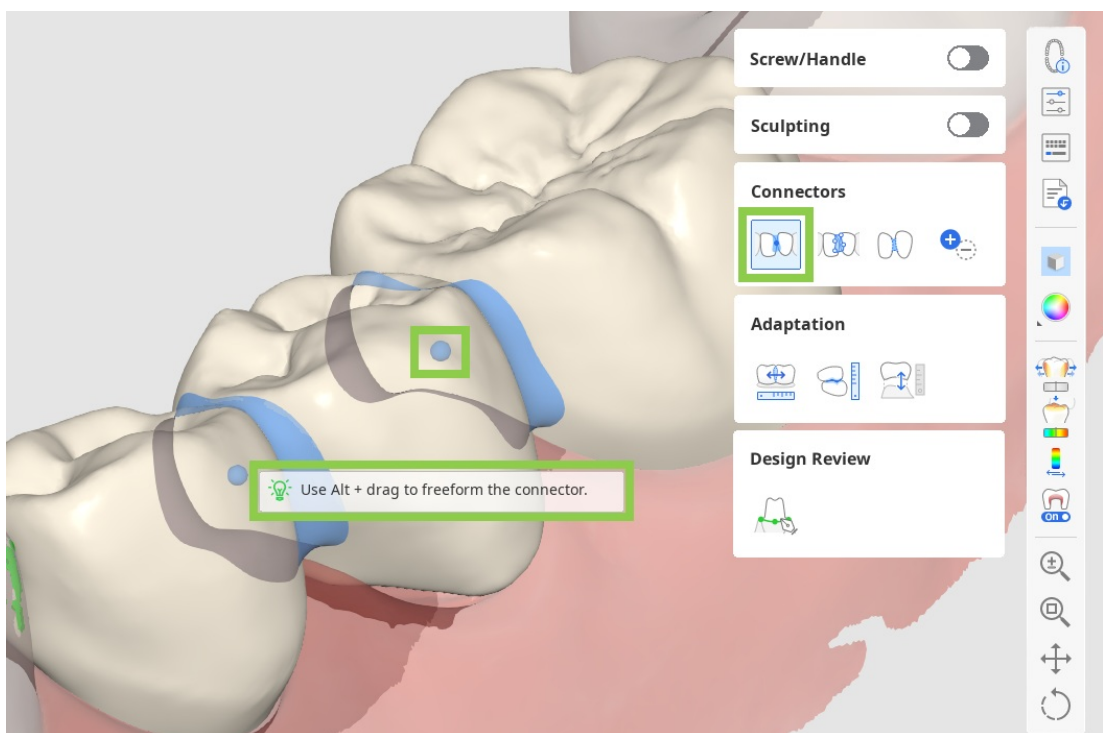 Screw/Handle
Sculpting
Connectors
Adaptation
Design Review
Use Alt + drag to freeform the connector.
On